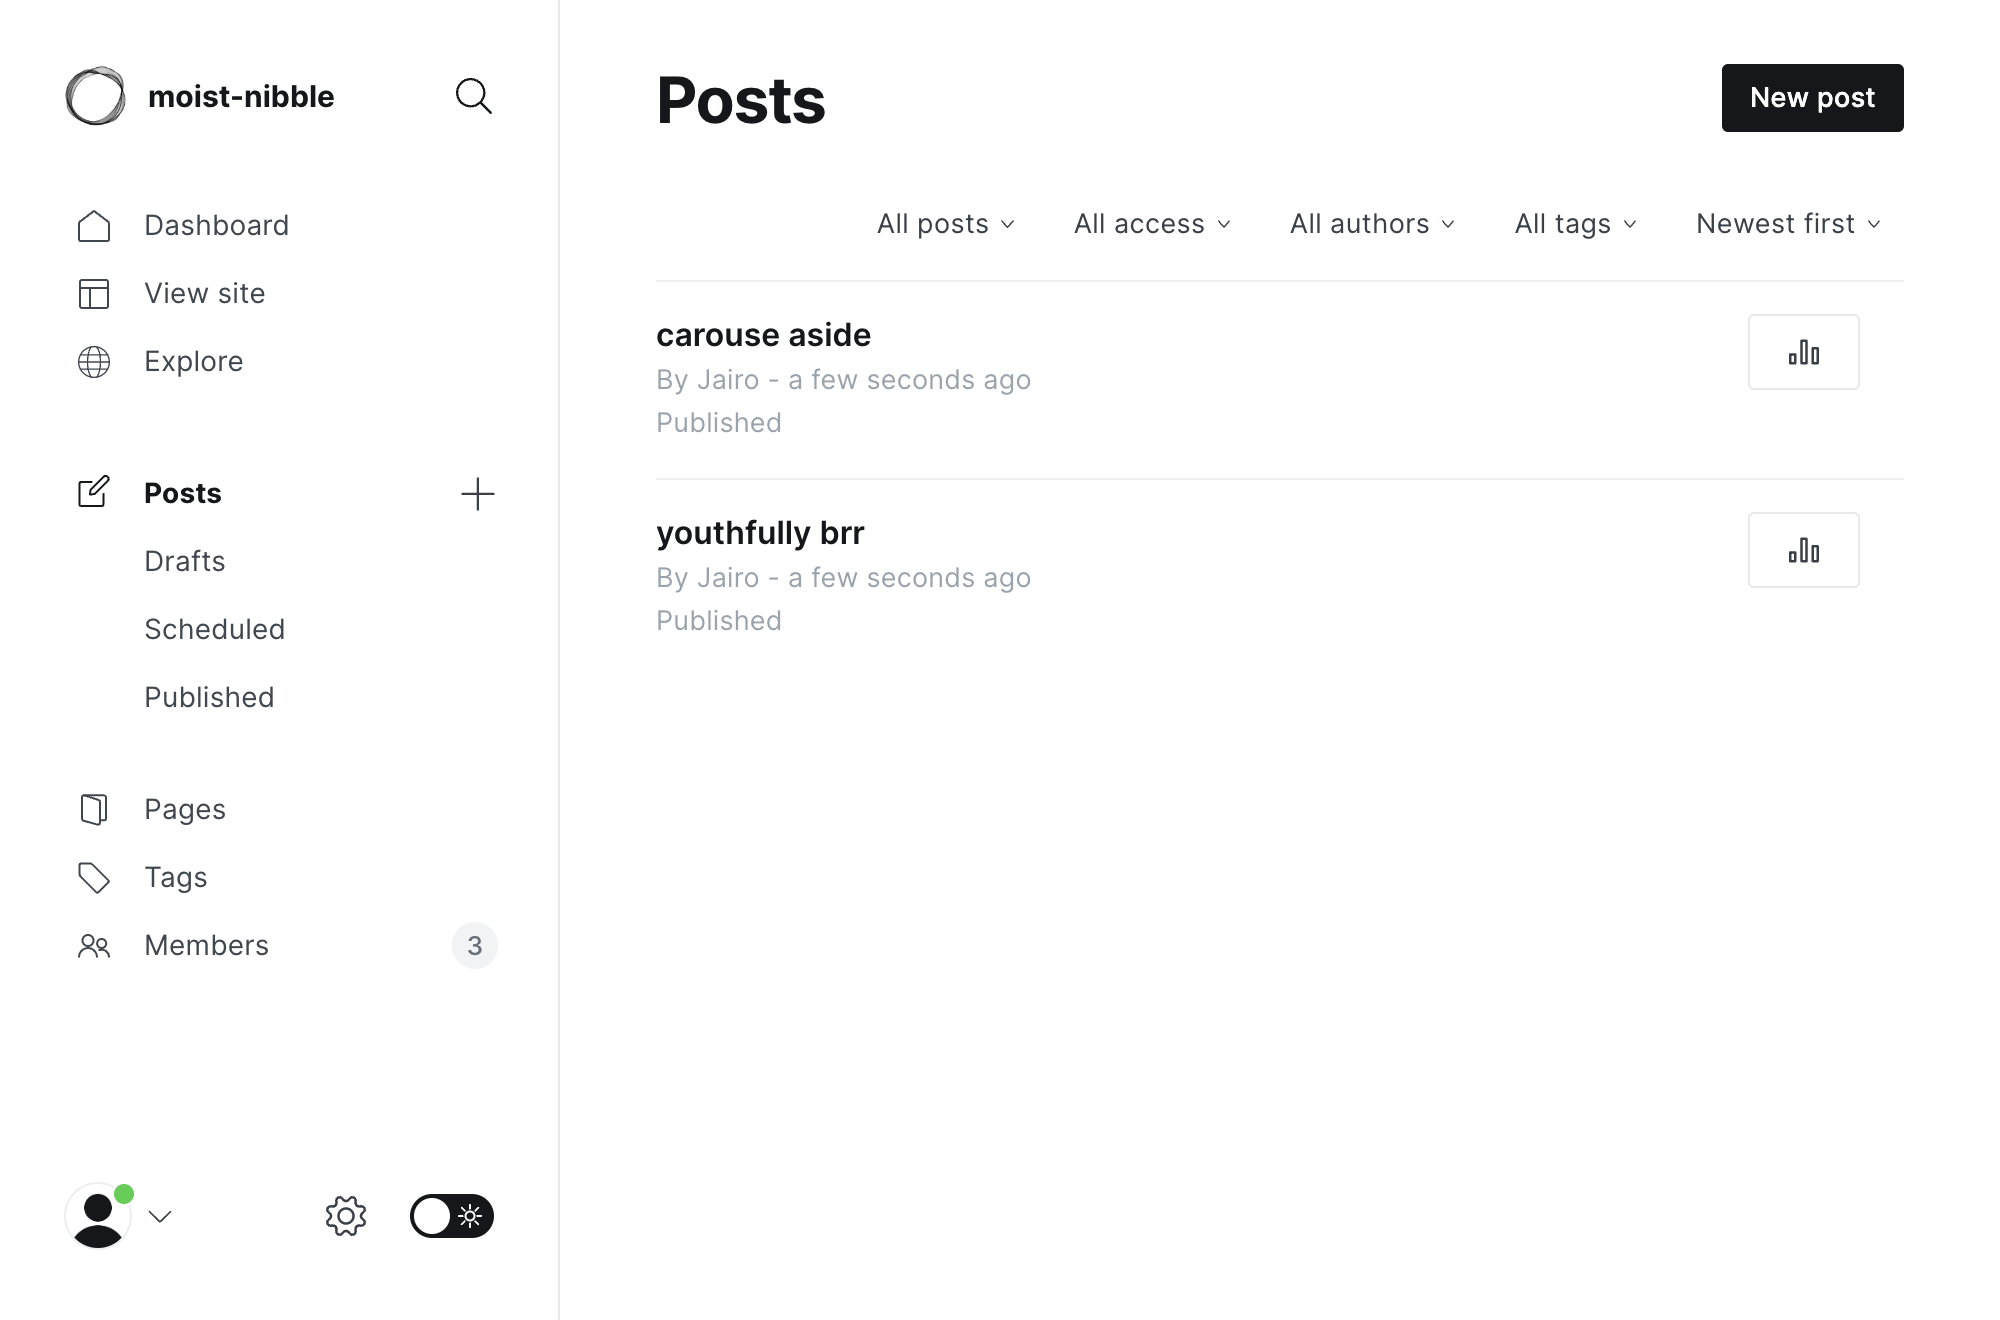 moist-nibble
Dashboard
View site
Explore
Posts
Drafts
Scheduled
Published
Pages
Tags
Members 3
Posts
New post
All posts All access All authors All tags Newest first
carouse aside
By Jairo - a few seconds ago
Published
youthfully brr
By Jairo - a few seconds ago
Published